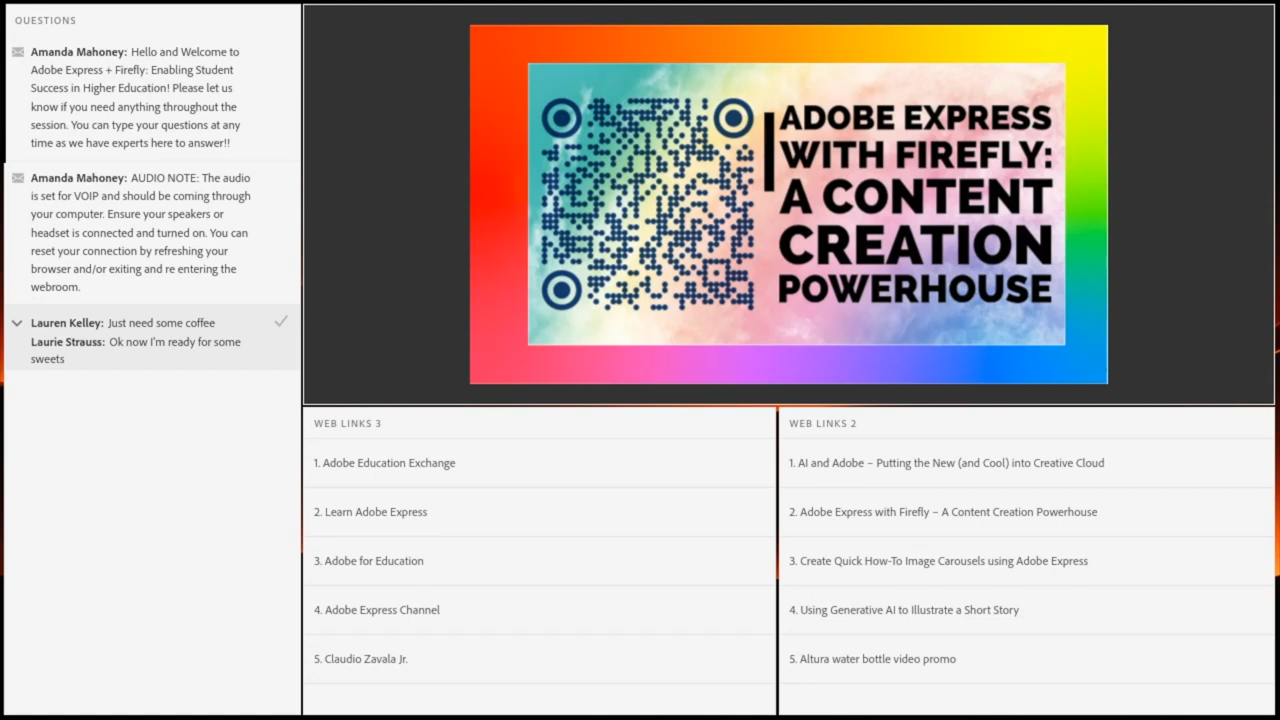 QUESTIONS
Amanda Mahoney: Hello and Welcome to
Adobe Express + Firefly: Enabling Student
Success in Higher Education! Please let us
know if you need anything throughout the
session. You can type your questions at any
time as we have experts here to answer!!
Amanda Mahoney: AUDIO NOTE: The audio
is set for VOIP and should be coming through
your computer. Ensure your speakers or
headset is connected and turned on. You can
reset your connection by refreshing your
browser and/or exiting and re entering the
webroom.
Lauren Kelley: Just need some coffee
Laurie Strauss: Ok now I'm ready for some
sweets
ADOBE EXPRESS
WITH FIREFLY:
A CONTENT
CREATION
POWERHOUSE
WEB LINKS 3
1. Adobe Education Exchange
2. Learn Adobe Express
3. Adobe for Education
4. Adobe Express Channel
5. Claudio Zavala Jr.
WEB LINKS 2
1. AI and Adobe – Putting the New (and Cool) into Creative Cloud
2. Adobe Express with Firefly – A Content Creation Powerhouse
3. Create Quick How-To Image Carousels using Adobe Express
4. Using Generative AI to Illustrate a Short Story
5. Altura water bottle video promo